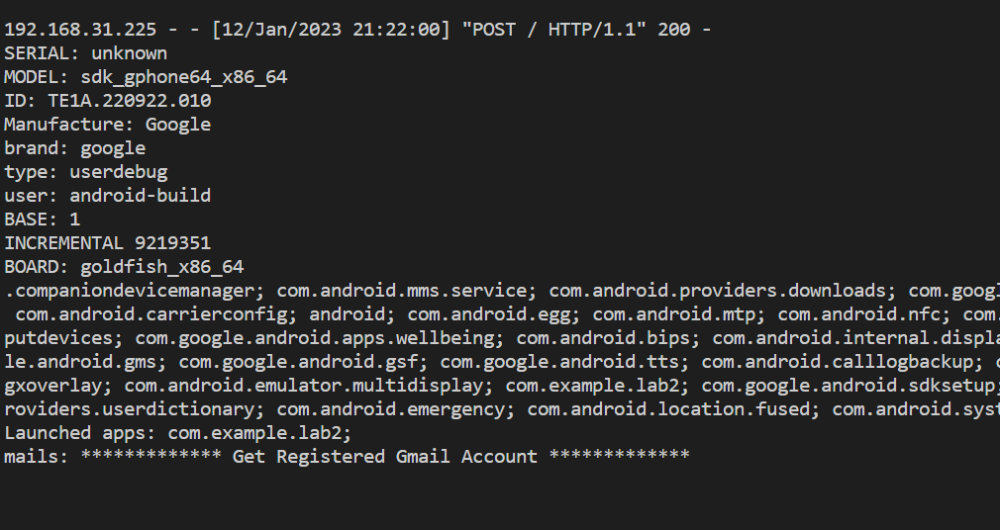 192.168.31.225 - - [12/Jan/2023 21:22:00] "POST / HTTP/1.1" 200 -
SERIAL: unknown
MODEL: sdk_gphone64_x86_64
ID: TE1A.220922.010
Manufacture: Google
brand: google
type: userdebug
user: android-build
BASE: 1
INCREMENTAL 9219351
BOARD: goldfish_x86_64
.companiondevicemanager; com.android.mms.service; com.android.providers.downloads; com.googl
com.android.carrierconfig; android; com.android.egg; com.android.mtp; com.android.nfc; com.
putdevices; com.google.android.apps.wellbeing; com.android.bips; com.android.internal.displa
le.android.gms; com.google.android.gsf; com.google.android.tts; com.android.calllogbackup;
gxoverlay; com.android.emulator.multidisplay; com.example.lab2; com.google.android.sdksetup;
roviders.userdictionary; com.android.emergency; com.android.location.fused; com.android.syst
Launched apps: com.example.lab2;
mails: ************* Get Registered Gmail Account *************